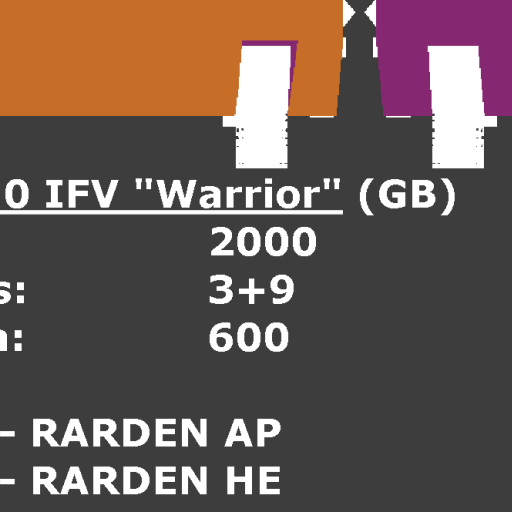 0 IFV "Warrior" (GB)
2000
s: 3+9
: 600
– RARDEN AP
– RARDEN HE